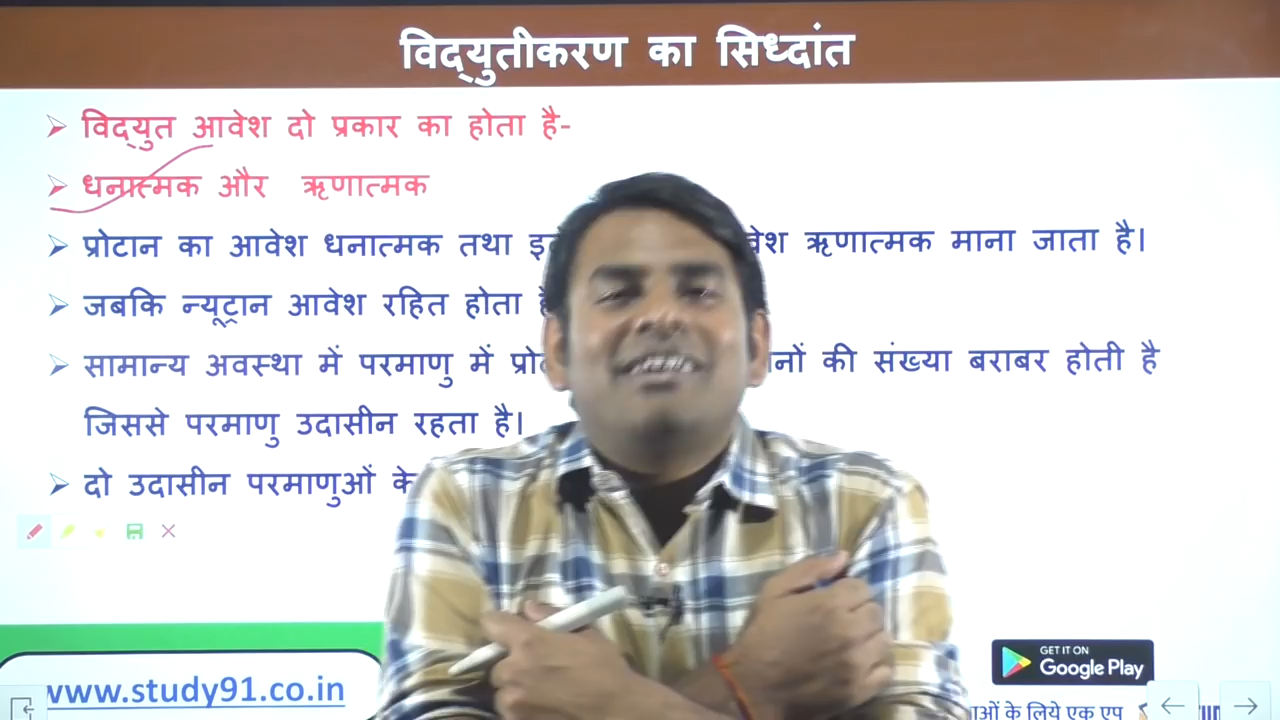 विद्युतीकरण का सिध्दांत
विद्युत आवेश दो प्रकार का होता है-
धनात्मक और ऋणात्मक
प्रोटान का आवेश धनात्मक तथा ऋणात्मक माना जाता है।
जबकि न्यूट्रान आवेश रहित होता
सामान्य अवस्था में परमाणु में की संख्या बराबर होती है
जिससे परमाणु उदासीन रहता है।
दो उदासीन परमाणुओं के
www.study91.co.in
GET IT ON
Google Play
के लिये एक एप